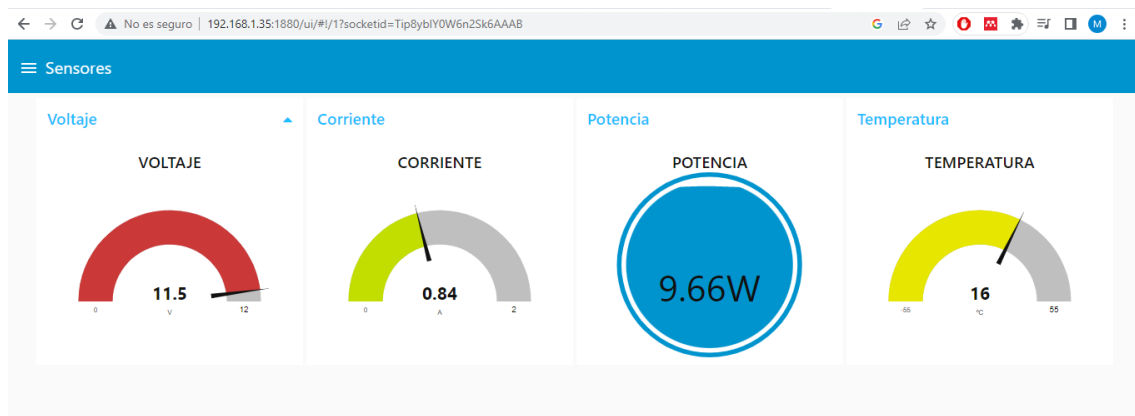 No es seguro | 192.168.1.35:1880/ui/#!/1?socketid=Tip8yblY0W6n2Sk6AAAB
M
Sensores
Voltaje
Corriente
Potencia
Temperatura
VOLTAJE
11.5
0
V
12
CORRIENTE
0.84
0
A
2
POTENCIA
9.66W
TEMPERATURA
16
-55
°C
55